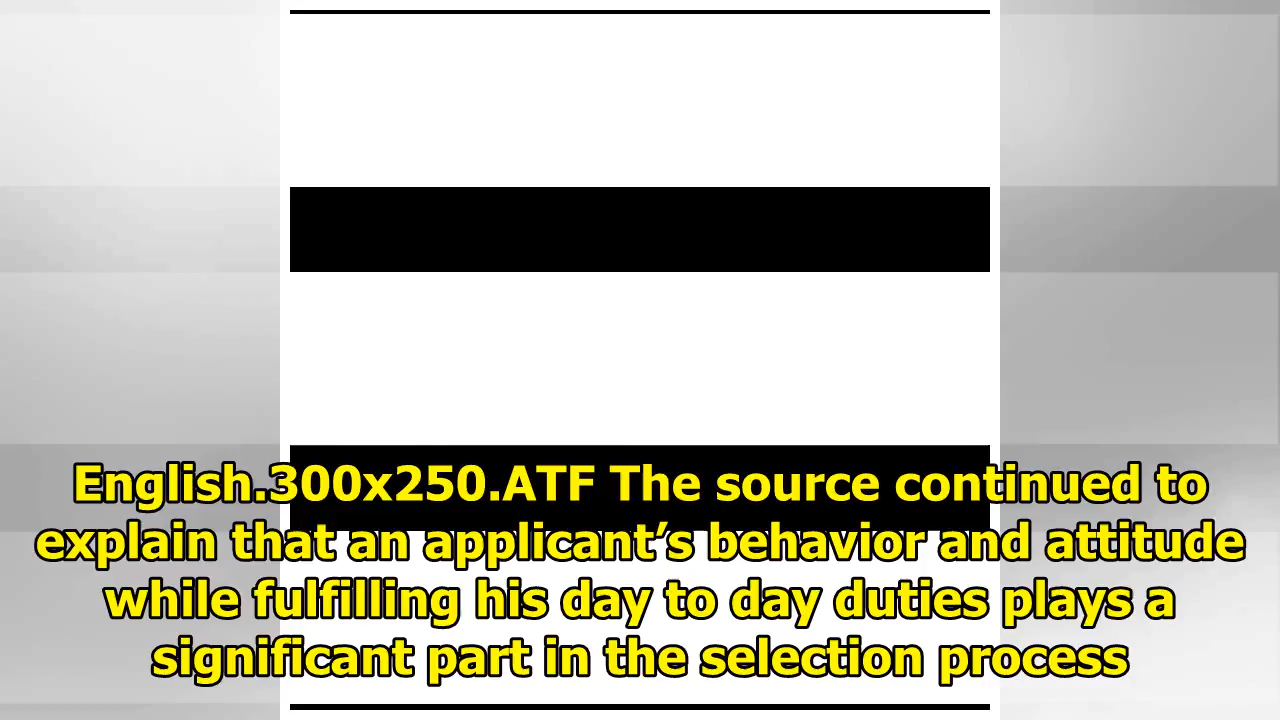 English.300x250.ATF The source continued to
explain that an applicant’s behavior and attitude
while fulfilling his day to day duties plays a
significant part in the selection process